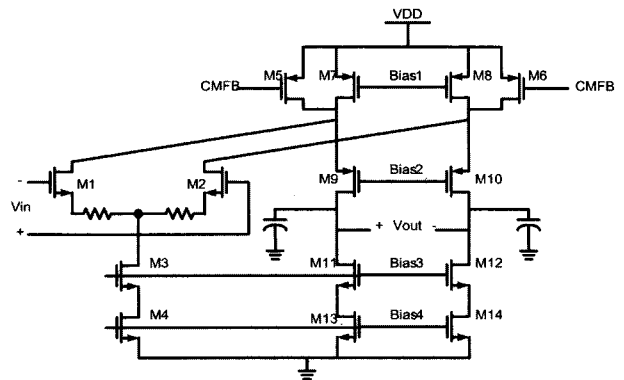 VDD
M5 M7 Bias1 M8 M6
CMFB CMFB
M1 M2 M9 Bias2 M10
-
Vin
+
+ Vout -
M3 M11 Bias3 M12
M4 M13 Bias4 M14